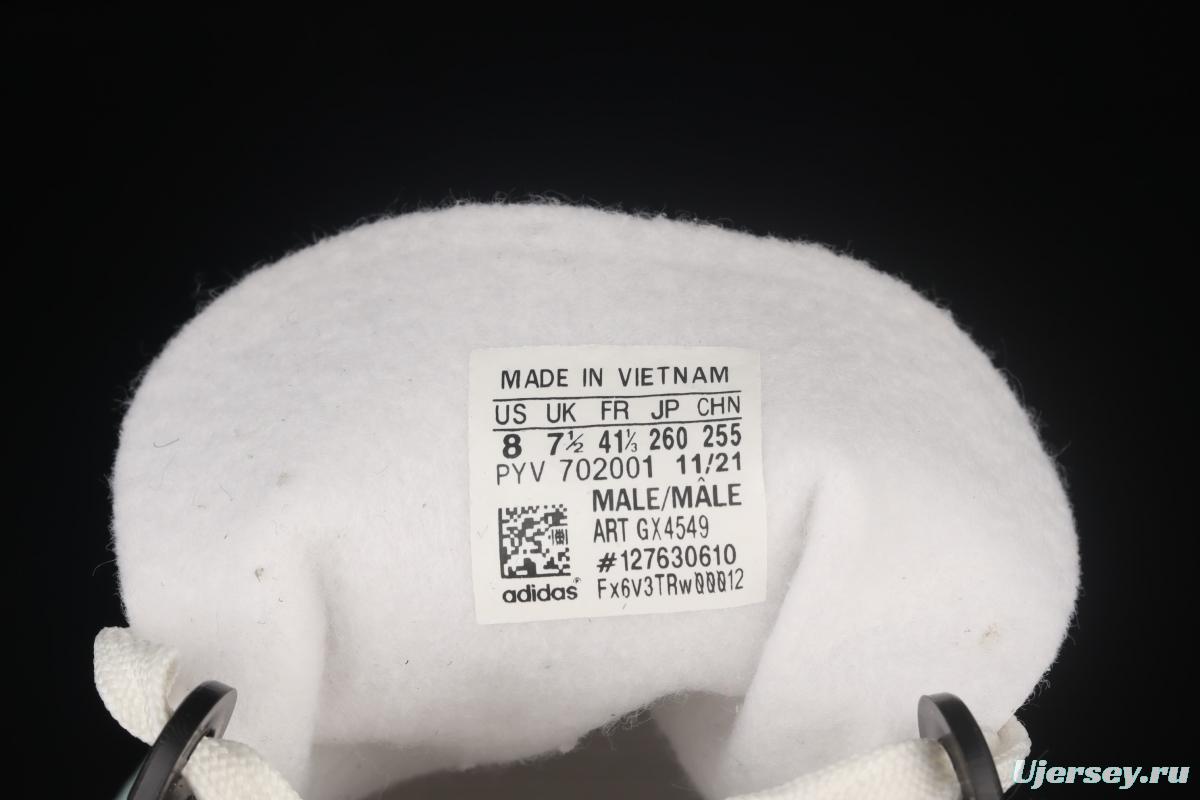 MADE IN VIETNAM
US UK FR JP CHN
8 7½ 41⅓ 260 255
PYV 702001 11/21
MALE/MÂLE
ART GX4549
#127630610
adidas Fx6V3TRw00012
Ujersey.ru